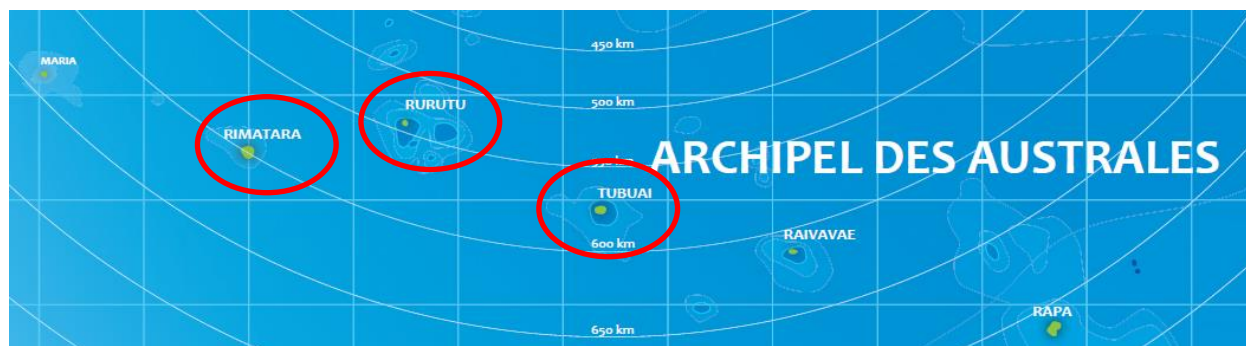 450 km
MARIA
500 km
RURUTU
RIMATARA
ARCHIPEL DES AUSTRALES
TUBUAI
RAIVAVAE
600 km
RAPA
650 km